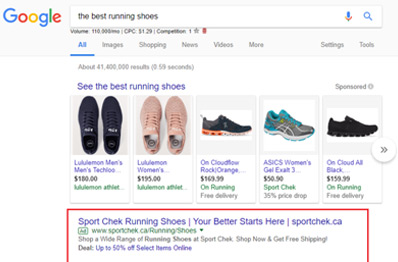 Google
the best running shoes
Volume: 110,000/mo | CPC: $1.29 | Competition: 1
All Images Shopping News Videos More Settings Tools
About 41,400,000 results (0.59 seconds)
See the best running shoes Sponsored
Lululemon Men's Men's Techloo...
$180.00
lululemon athlet...
Lululemon Women's
$195.00
lululemon athlet...
On Cloudflow Rock|Orange,...
$169.99
On Running
Free delivery
ASICS Women's Gel Exalt 3...
$50.90
Sport Chek
35% price drop
On Cloud All Black...
$159.99
On Running
Free delivery
Sport Chek Running Shoes | Your Better Starts Here | sportchek.ca
Ad www.sportchek.ca/Running/Shoes
Shop a Wide Range of Running Shoes at Sport Chek. Shop Now & Get Free Shipping!
Deal: Up to 50% off Select Items Online